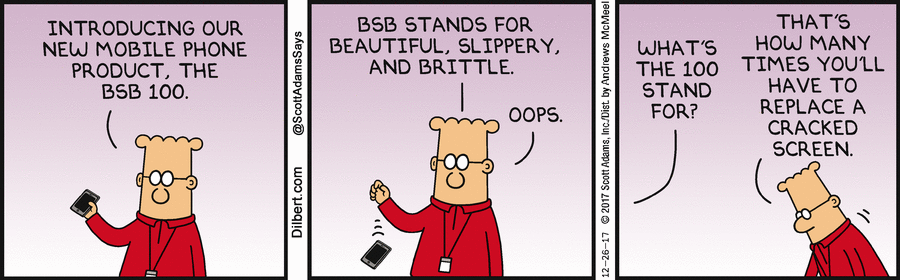 INTRODUCING OUR
NEW MOBILE PHONE
PRODUCT, THE
BSB 100.
Dilbert.com @ScottAdamsSays
BSB STANDS FOR
BEAUTIFUL, SLIPPERY,
AND BRITTLE.
OOPS.
12-26-17 © 2017 Scott Adams, Inc./Dist. by Andrews McMeel
WHAT'S
THE 100
STAND
FOR?
THAT'S
HOW MANY
TIMES YOU'LL
HAVE TO
REPLACE A
CRACKED
SCREEN.